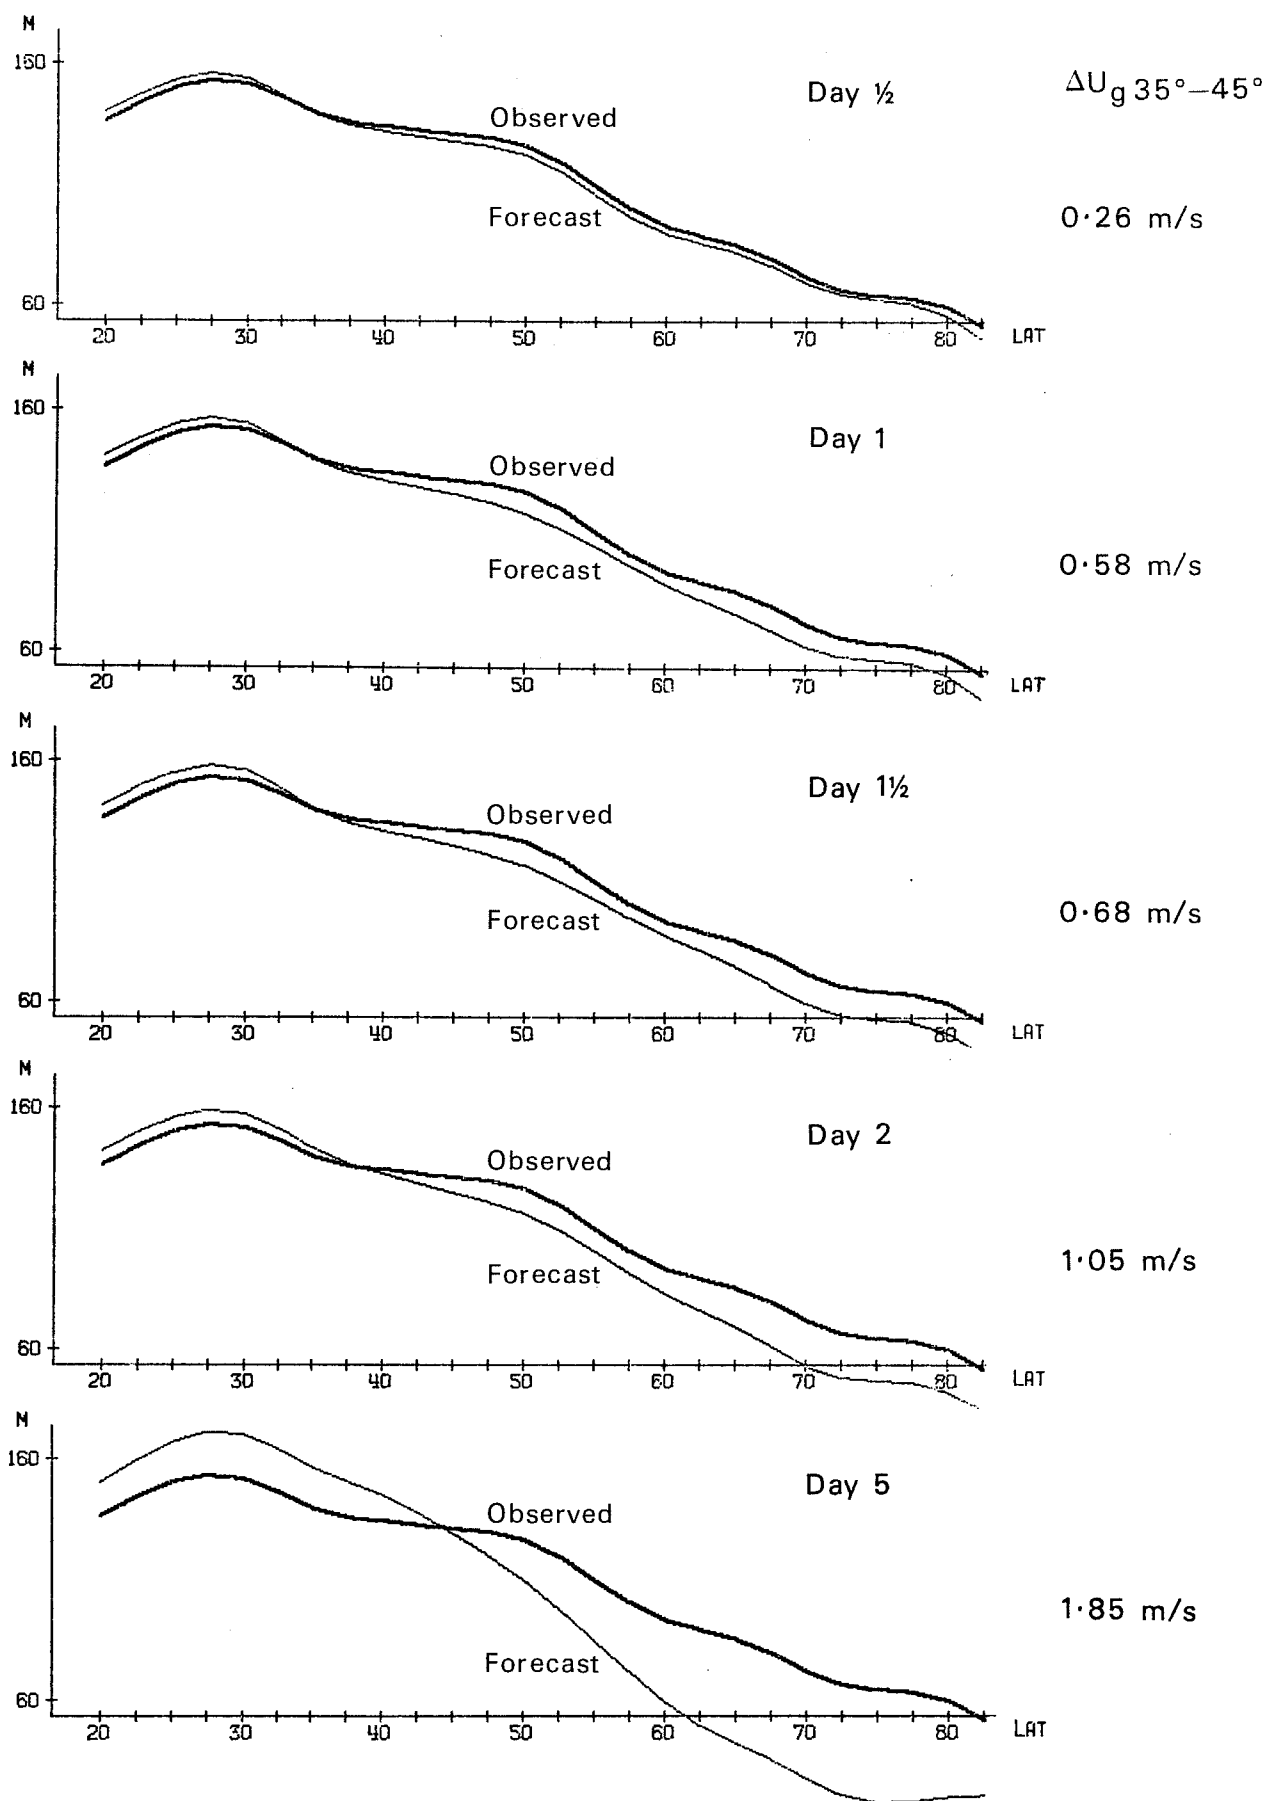 M
160
Day ½
ΔUg 35°–45°
Observed
Forecast
0·26 m/s
60
20 30 40 50 60 70 80 LAT
M
160
Day 1
Observed
Forecast
0·58 m/s
60
20 30 40 50 60 70 80 LAT
M
160
Day 1½
Observed
Forecast
0·68 m/s
60
20 30 40 50 60 70 80 LAT
M
160
Day 2
Observed
1·05 m/s
Forecast
60
20 30 40 50 60 70 80 LAT
M
160
Day 5
Observed
1·85 m/s
Forecast
60
20 30 40 50 60 70 80 LAT